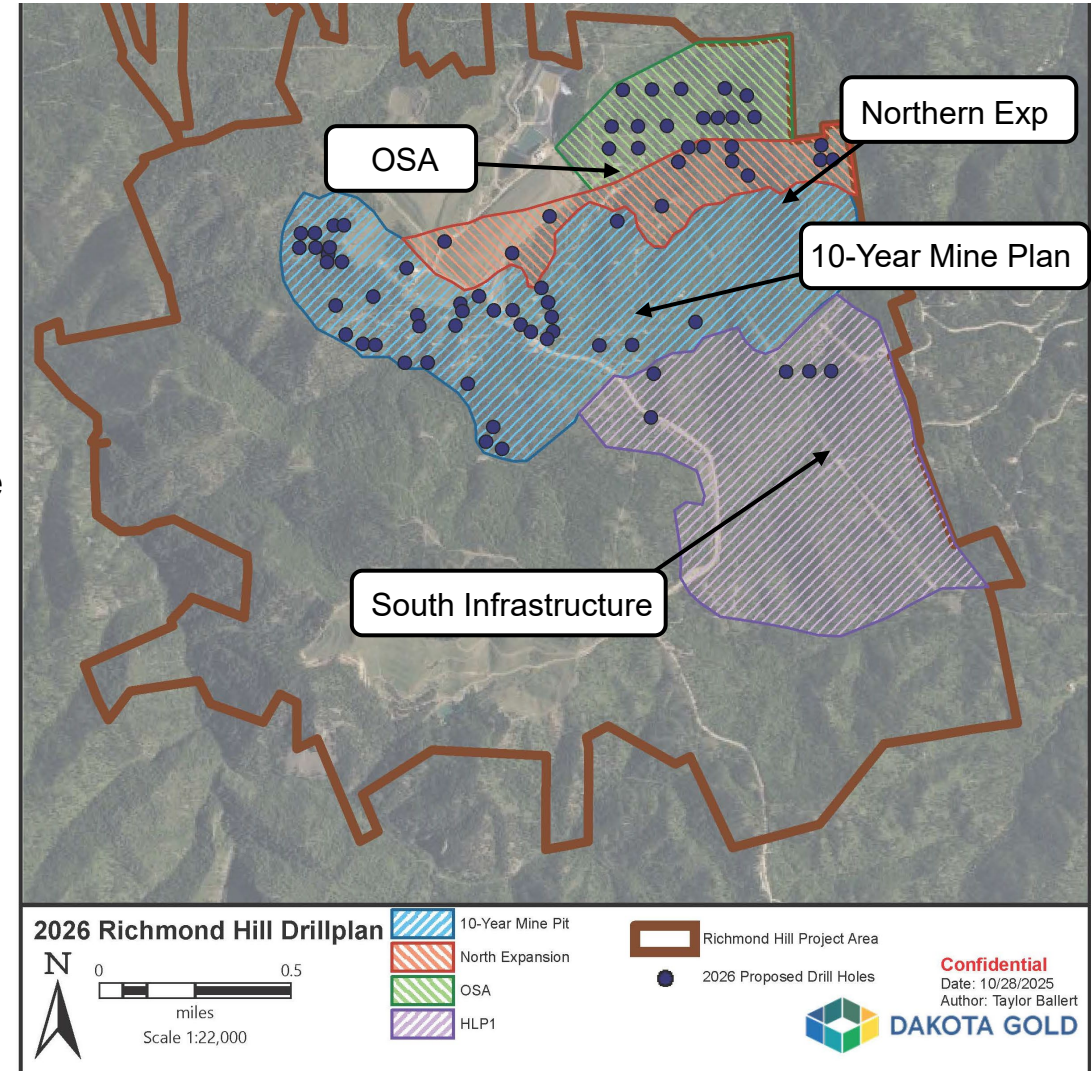 Northern Exp
OSA
10-Year Mine Plan
e
South Infrastructure
2026 Richmond Hill Drillplan
N
0 0.5
miles
Scale 1:22,000
10-Year Mine Pit
North Expansion
OSA
HLP1
Richmond Hill Project Area
2026 Proposed Drill Holes
Confidential
Date: 10/28/2025
Author: Taylor Ballert
DAKOTA GOLD